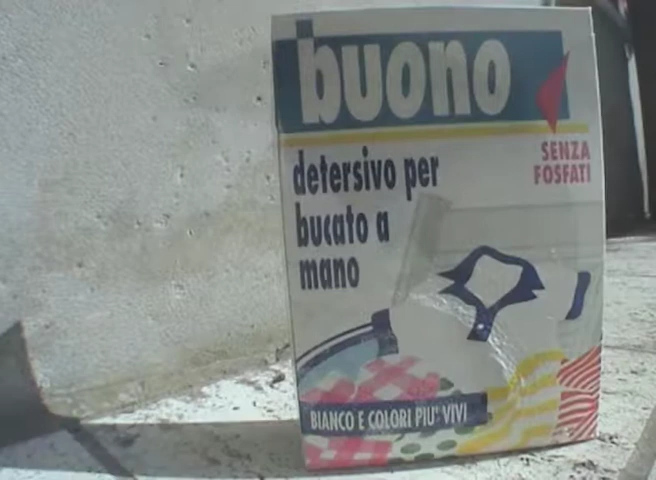 buono
SENZA
FOSFATI
detersivo per
bucato a
mano
BIANCO E COLORI PIU' VIVI